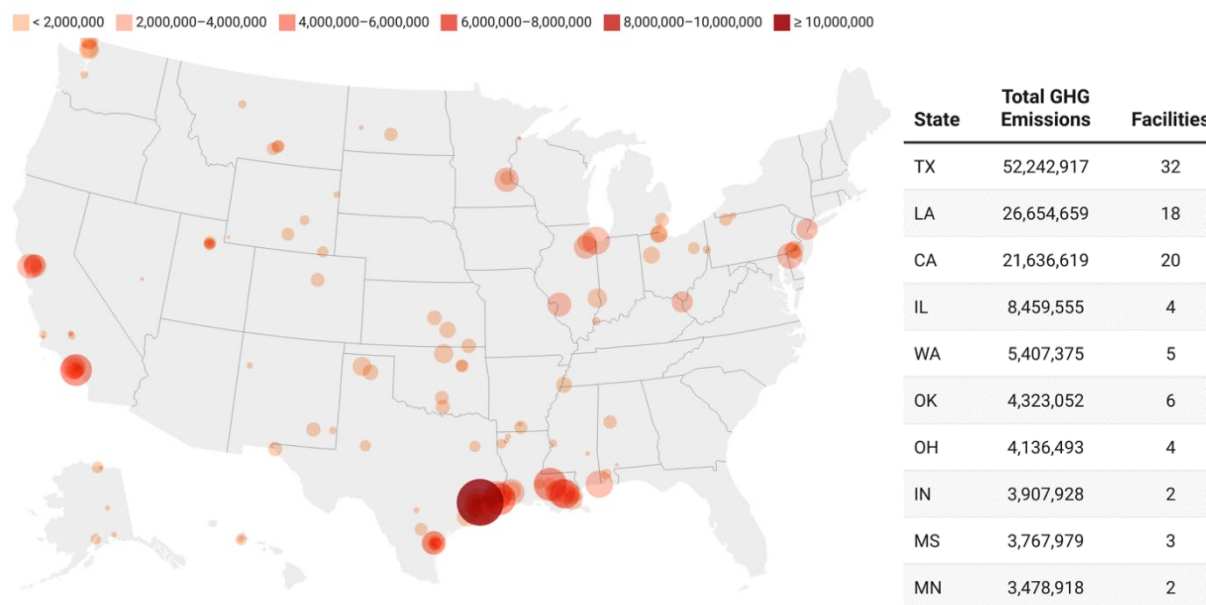 < 2,000,000 2,000,000–4,000,000 4,000,000–6,000,000 6,000,000–8,000,000 8,000,000–10,000,000 ≥ 10,000,000
State Total GHG Emissions Facilities
TX 52,242,917 32
LA 26,654,659 18
CA 21,636,619 20
IL 8,459,555 4
WA 5,407,375 5
OK 4,323,052 6
OH 4,136,493 4
IN 3,907,928 2
MS 3,767,979 3
MN 3,478,918 2